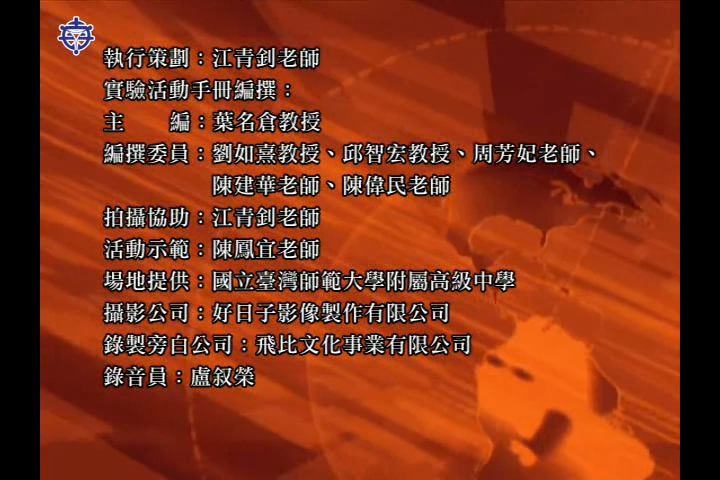 執行策劃：江青釗老師
實驗活動手冊編撰：
主　　編：葉名倉教授
編撰委員：劉如熹教授、邱智宏教授、周芳妃老師、
陳建華老師、陳偉民老師
拍攝協助：江青釗老師
活動示範：陳鳳宜老師
場地提供：國立臺灣師範大學附屬高級中學
攝影公司：好日子影像製作有限公司
錄製旁白公司：飛比文化事業有限公司
錄音員：盧叙榮